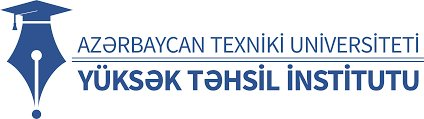 AZƏRBAYCAN TEXNİKİ UNİVERSİTETİ
YÜKSƏK TƏHSİL İNSTİTUTU